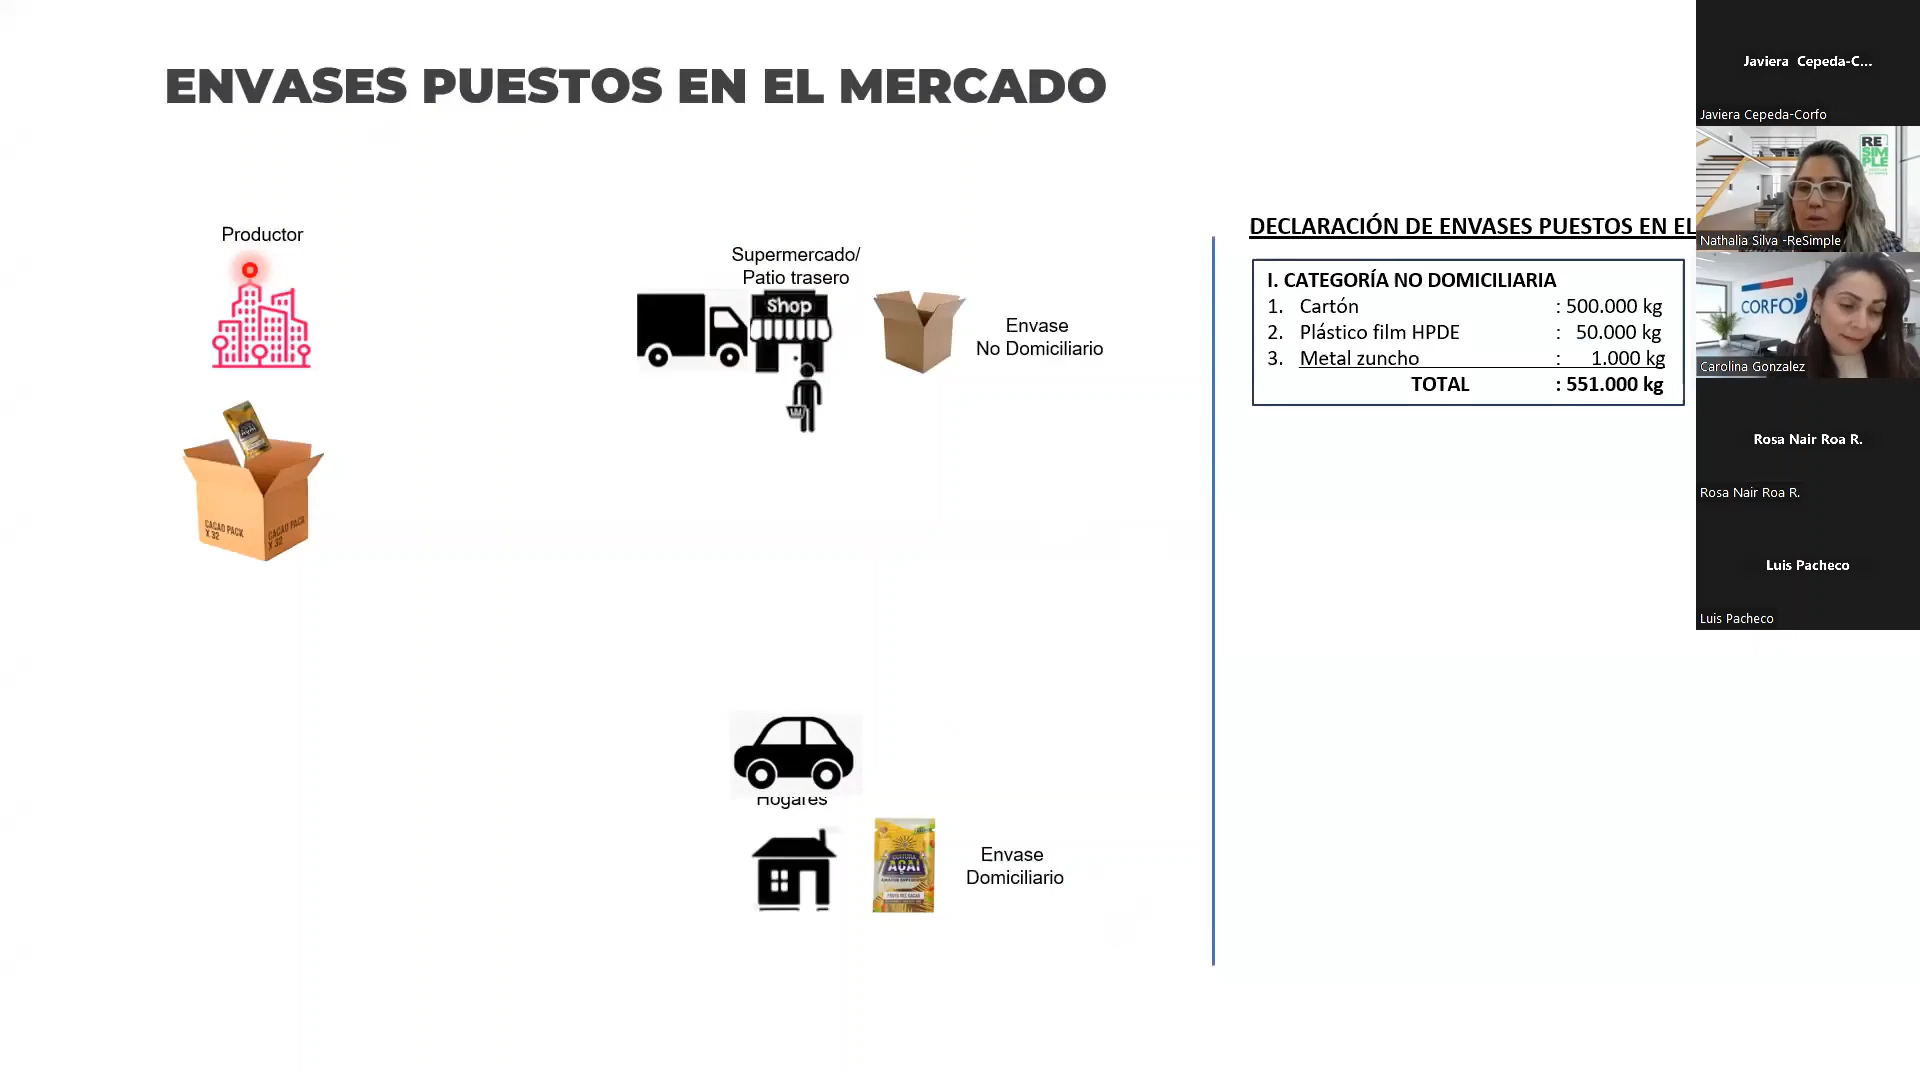 ENVASES PUESTOS EN EL MERCADO
Productor
CACAO PACK
X 32
CACAO PACK
X 32
Supermercado/
Patio trasero
Shop
Envase
No Domiciliario
Hogares
AÇAI
Envase
Domiciliario
DECLARACIÓN DE ENVASES PUESTOS EN EL
I. CATEGORÍA NO DOMICILIARIA
1. Cartón : 500.000 kg
2. Plástico film HPDE : 50.000 kg
3. Metal zuncho : 1.000 kg
TOTAL : 551.000 kg
Javiera Cepeda-C...
Javiera Cepeda-Corfo
RE
SIM
PLE
Nathalia Silva -ReSimple
CORFO
Carolina Gonzalez
Rosa Nair Roa R.
Rosa Nair Roa R.
Luis Pacheco
Luis Pacheco